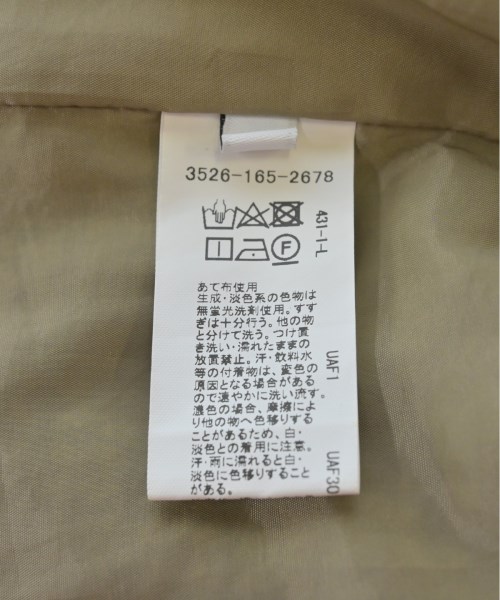 3526-165-2678
431-1-L
F
あて布使用
生成・淡色系の色物は
無蛍光洗剤使用。すす
ぎは十分行う。他の物
と分けて洗う。つけ置
き洗い・濡れたままの
放置禁止。汗・飲料水
等の付着物は、変色の
原因となる場合がある
ので速やかに洗い流す。
濃色の場合、摩擦によ
り他の物へ色移りする
ことがあるため、白・
淡色との着用に注意。
汗・雨に濡れると白・
淡色に色移りすること
がある。
UAF1
UAF30